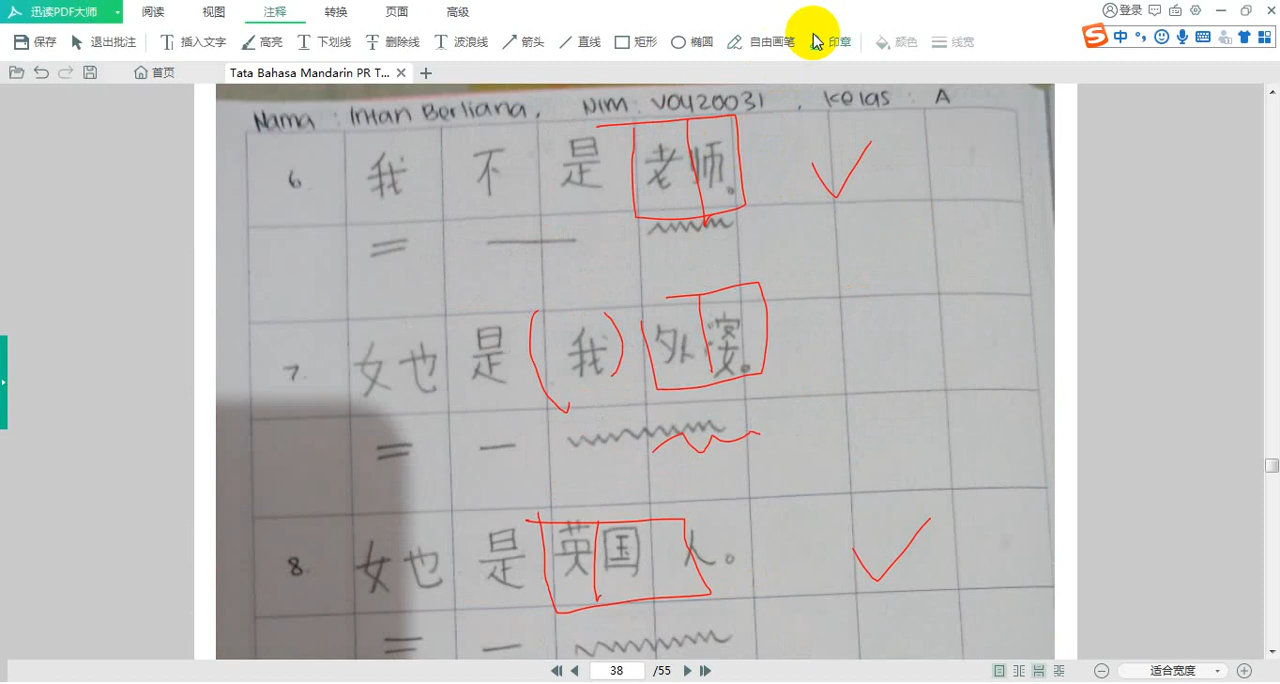 迅读PDF大师 阅读 视图 注释 转换 页面 高级 登录
保存 退出批注 插入文字 高亮 下划线 删除线 波浪线 箭头 直线 矩形 椭圆 自由画笔 印章 颜色 线宽 中
首页 Tata Bahasa Mandarin PR T...
Nama : Intan Berliana, NIM : V0420031, Kelas : A
6. 我 不 是 老师。
7. 女也 是 (我) 外婆。
8. 女也 是 英国 人。
38 /55 适合宽度